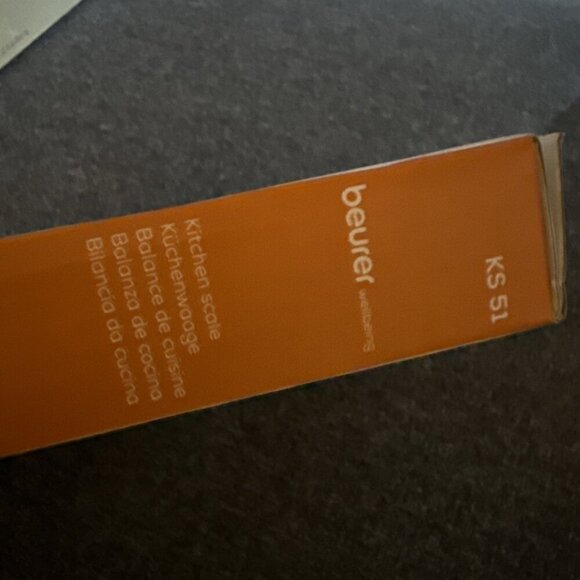 KS 51
beurer wellbeing
Kitchen scale
Küchenwaage
Balance de cuisine
Balanza de cocina
Bilancia da cucina